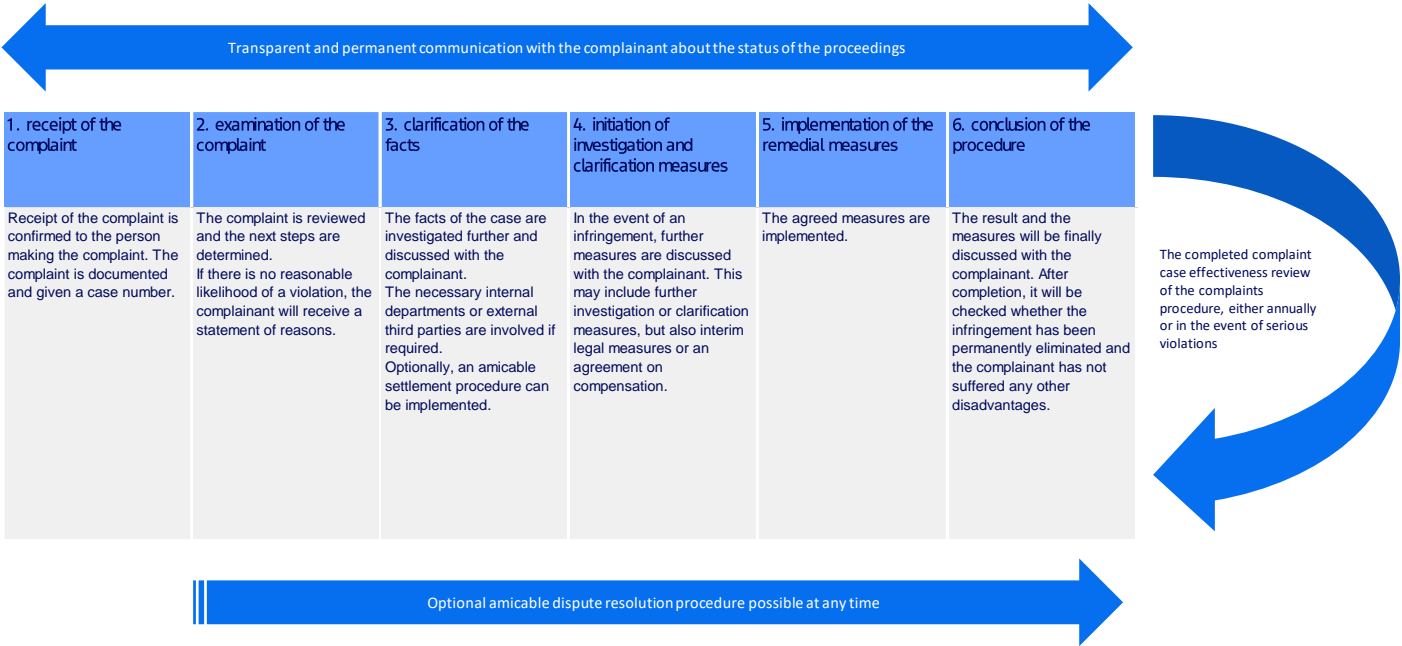 Transparent and permanent communication with the complainant about the status of the proceedings
1. receipt of the
complaint
2. examination of the
complaint
3. clarification of the
facts
4. initiation of
investigation and
clarification measures
5. implementation of the
remedial measures
6. conclusion of the
procedure
Receipt of the complaint is
confirmed to the person
making the complaint. The
complaint is documented
and given a case number.
The complaint is reviewed
and the next steps are
determined.
If there is no reasonable
likelihood of a violation, the
complainant will receive a
statement of reasons.
The facts of the case are
investigated further and
discussed with the
complainant.
The necessary internal
departments or external
third parties are involved if
required.
Optionally, an amicable
settlement procedure can
be implemented.
In the event of an
infringement, further
measures are discussed
with the complainant. This
may include further
investigation or clarification
measures, but also interim
legal measures or an
agreement on
compensation.
The agreed measures are
implemented.
The result and the
measures will be finally
discussed with the
complainant. After
completion, it will be
checked whether the
infringement has been
permanently eliminated and
the complainant has not
suffered any other
disadvantages.
The completed complaint
case effectiveness review
of the complaints
procedure, either annually
or in the event of serious
violations
Optional amicable dispute resolution procedure possible at any time